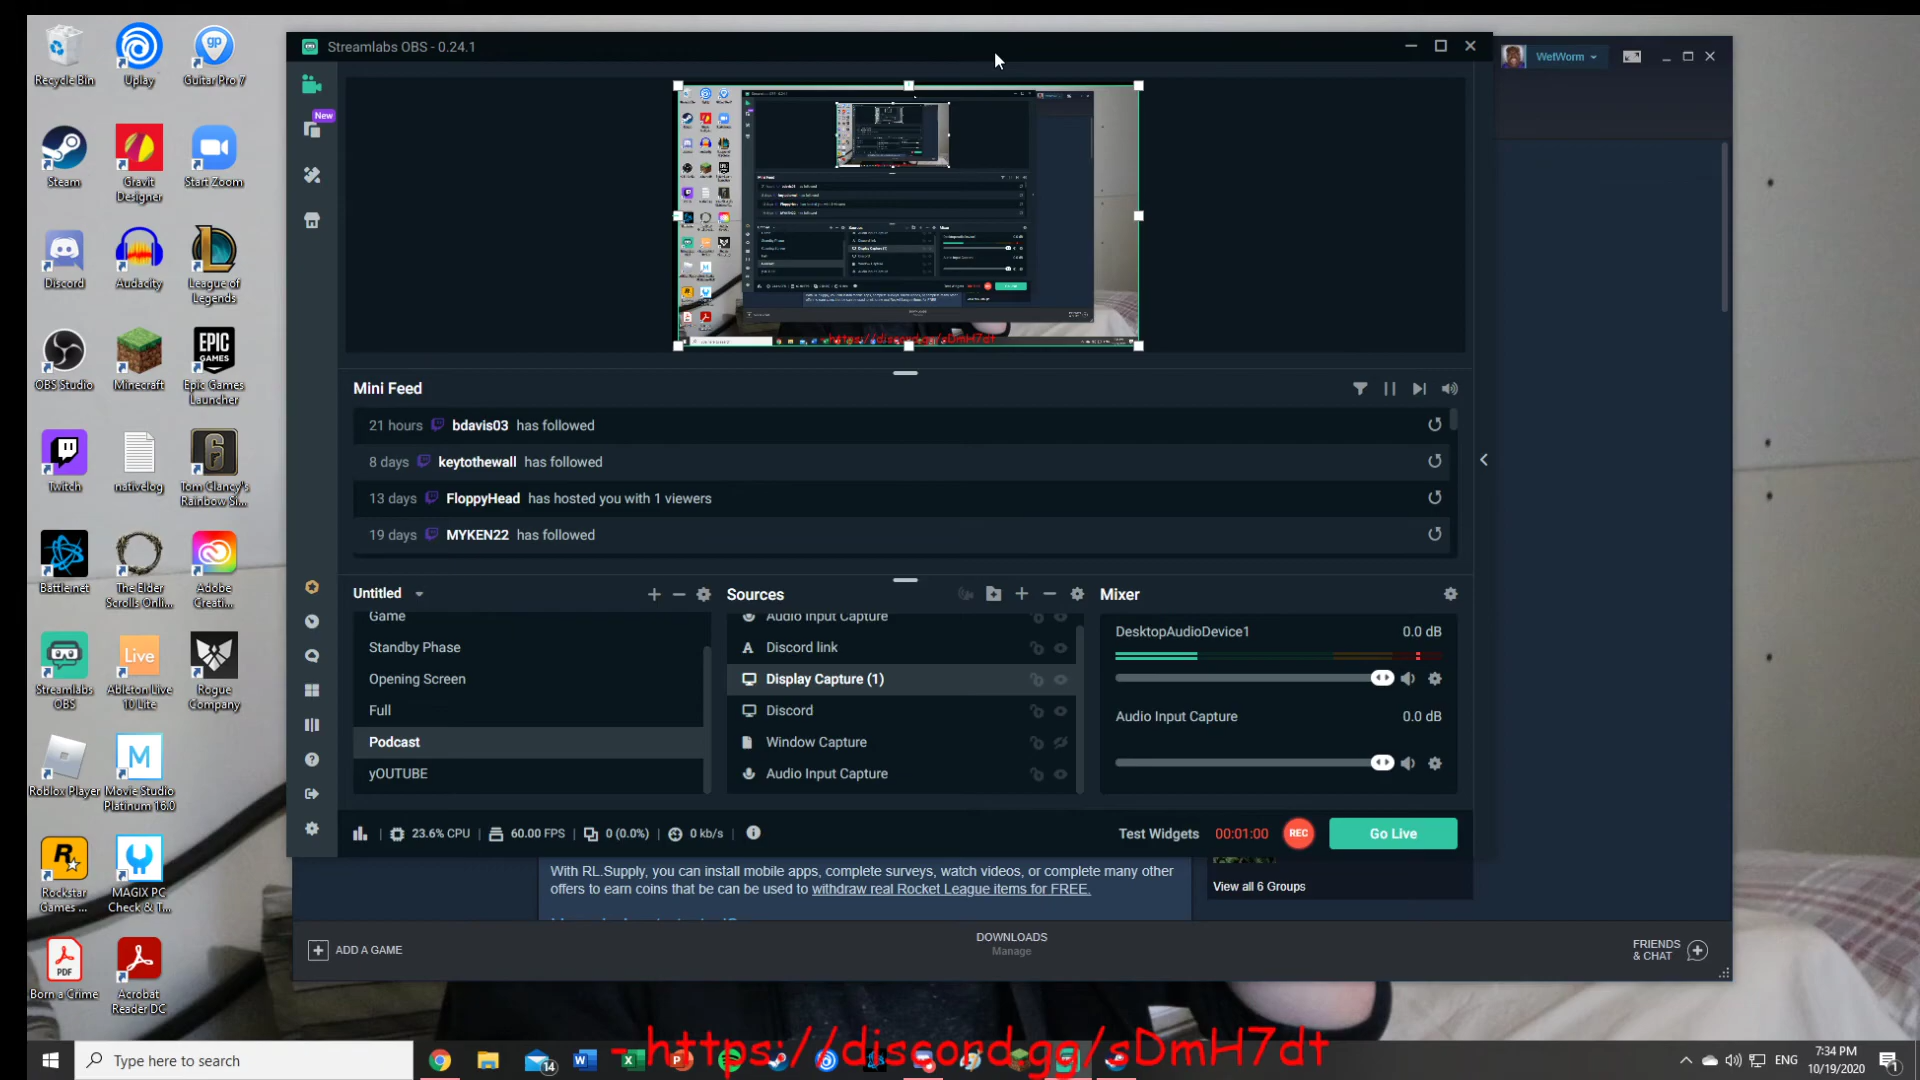 Recycle Bin
Uplay
Guitar Pro 7
Steam
Gravit Designer
Start Zoom
Discord
Audacity
League of Legends
OBS Studio
Minecraft
Epic Games Launcher
Twitch
nativelog
Tom Clancy's Rainbow Si...
Battle.net
The Elder Scrolls Onli...
Adobe Creati...
Streamlabs OBS
Ableton Live 10 Lite
Rogue Company
Roblox Player
Movie Studio Platinum 16.0
Rockstar Games ...
MAGIX PC Check & T...
Born a Crime
Acrobat Reader DC
Streamlabs OBS - 0.24.1
WetWorm
New
Mini Feed
21 hours bdavis03 has followed
8 days keytothewall has followed
13 days FloppyHead has hosted you with 1 viewers
19 days MYKEN22 has followed
Untitled
Game
Standby Phase
Opening Screen
Full
Podcast
yOUTUBE
Sources
Audio Input Capture
Discord link
Display Capture (1)
Discord
Window Capture
Audio Input Capture
Mixer
DesktopAudioDevice1 0.0 dB
Audio Input Capture 0.0 dB
23.6% CPU 60.00 FPS 0 (0.0%) 0 kb/s
Test Widgets 00:01:00 REC Go Live
With RL.Supply, you can install mobile apps, complete surveys, watch videos, or complete many other
offers to earn coins that be can be used to withdraw real Rocket League items for FREE.
View all 6 Groups
ADD A GAME
DOWNLOADS
Manage
FRIENDS
& CHAT
- https://discord.gg/sDmH7dt
Type here to search
14
ENG
7:34 PM
10/19/2020
1